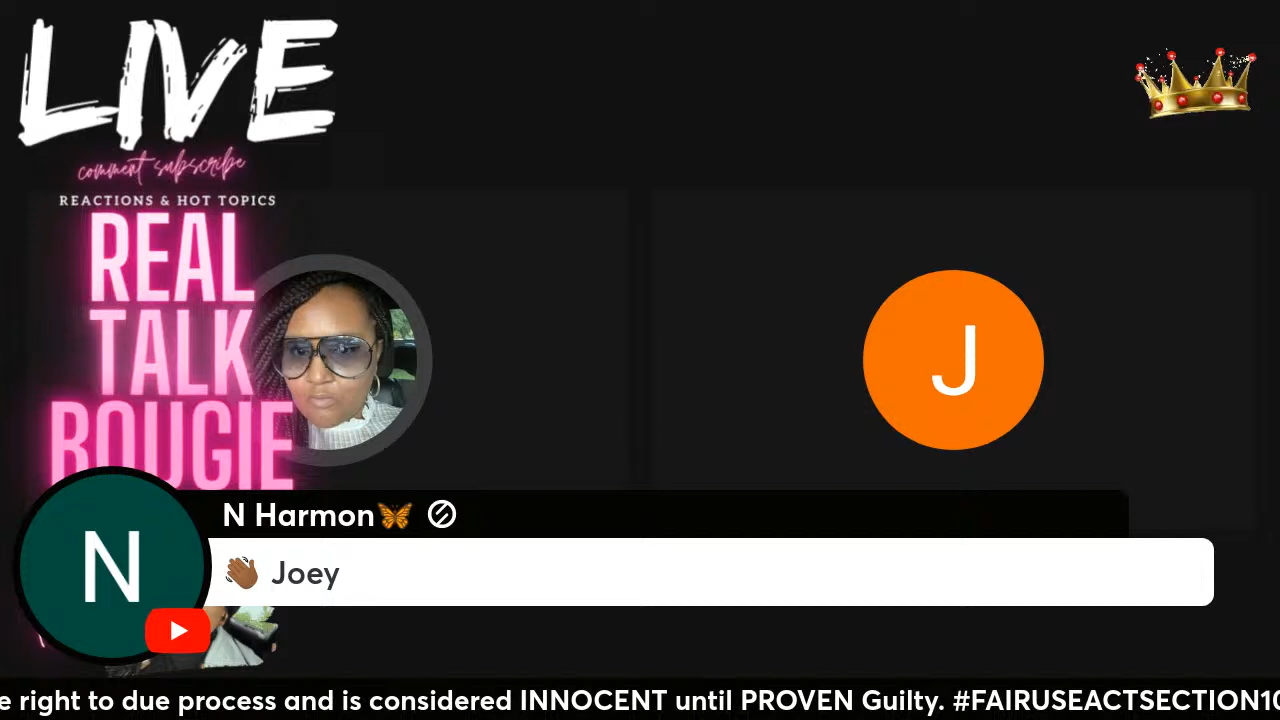 LIVE
comment subscribe
REACTIONS & HOT TOPICS
REAL
TALK
BOUGIE
J
N Harmon🦋
N
👋🏾 Joey
right to due process and is considered INNOCENT until PROVEN Guilty. #FAIRUSEACTSECTION10